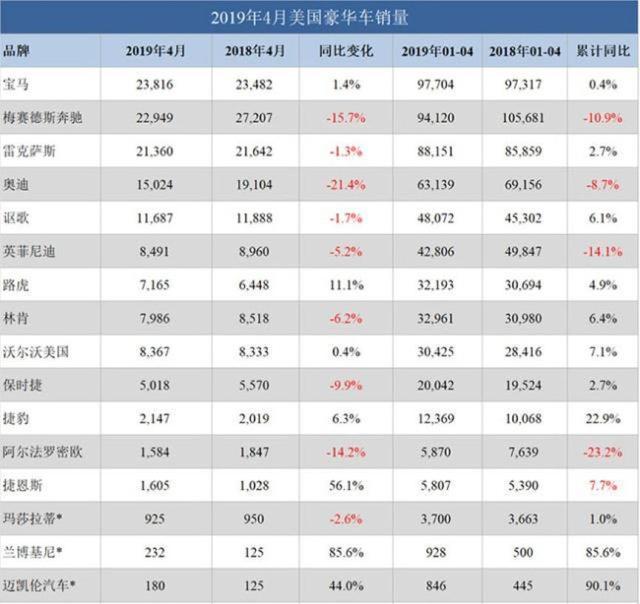 2019年4月美国豪华车销量
品牌 2019年4月 2018年4月 同比变化 2019年01-04 2018年01-04 累计同比
宝马 23,816 23,482 1.4% 97,704 97,317 0.4%
梅赛德斯奔驰 22,949 27,207 -15.7% 94,120 105,681 -10.9%
雷克萨斯 21,360 21,642 -1.3% 88,151 85,859 2.7%
奥迪 15,024 19,104 -21.4% 63,139 69,156 -8.7%
讴歌 11,687 11,888 -1.7% 48,072 45,302 6.1%
英菲尼迪 8,491 8,960 -5.2% 42,806 49,847 -14.1%
路虎 7,165 6,448 11.1% 32,193 30,694 4.9%
林肯 7,986 8,518 -6.2% 32,961 30,980 6.4%
沃尔沃美国 8,367 8,333 0.4% 30,425 28,416 7.1%
保时捷 5,018 5,570 -9.9% 20,042 19,524 2.7%
捷豹 2,147 2,019 6.3% 12,369 10,068 22.9%
阿尔法罗密欧 1,584 1,847 -14.2% 5,870 7,639 -23.2%
捷恩斯 1,605 1,028 56.1% 5,807 5,390 7.7%
玛莎拉蒂* 925 950 -2.6% 3,700 3,663 1.0%
兰博基尼* 232 125 85.6% 928 500 85.6%
迈凯伦汽车* 180 125 44.0% 846 445 90.1%